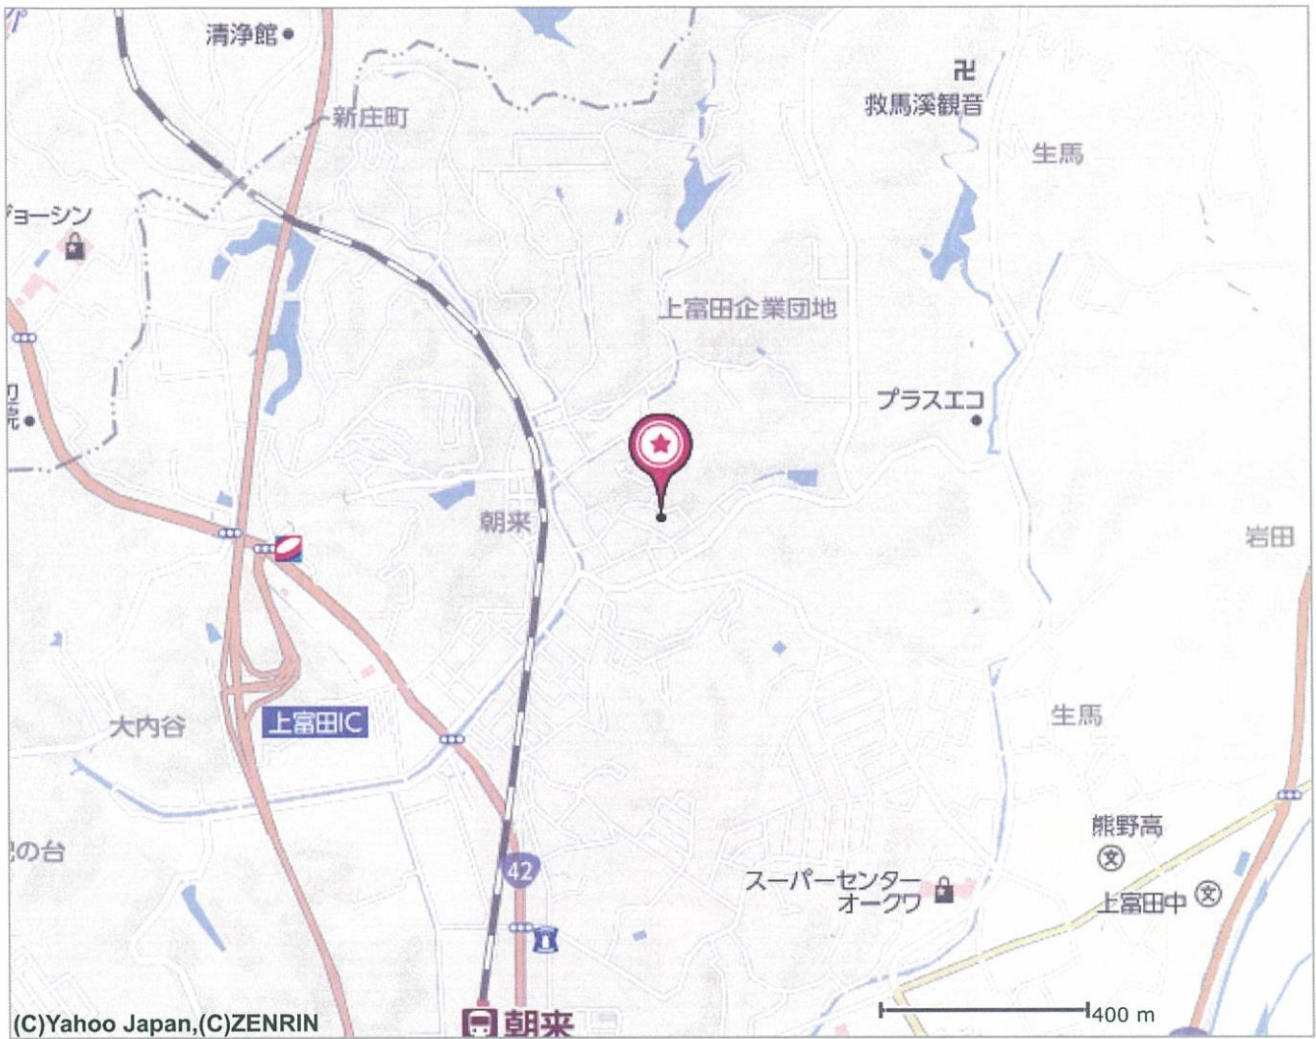 清浄館
新庄町
救馬溪観音
生馬
ジョーシン
上富田企業団地
プラスエコ
朝来
岩田
大内谷
上富田IC
生馬
熊野高
文
の台
42
スーパーセンター
オークワ
上富田中
文
(C)Yahoo Japan,(C)ZENRIN
朝来
400 m